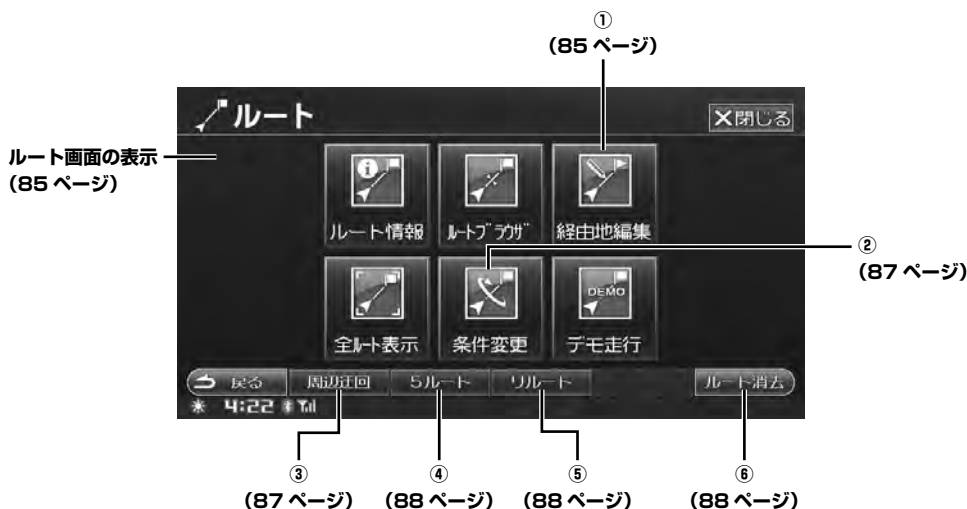 ①
（85 ページ）
ルート
✕閉じる
ルート画面の表示
（85 ページ）
ルート情報
ルートブラウザ
経由地編集
②
（87 ページ）
DEMO
全ルート表示
条件変更
デモ走行
戻る
周辺迂回
5ルート
リルート
ルート消去
4:22
③
（87 ページ）
④
（88 ページ）
⑤
（88 ページ）
⑥
（88 ページ）